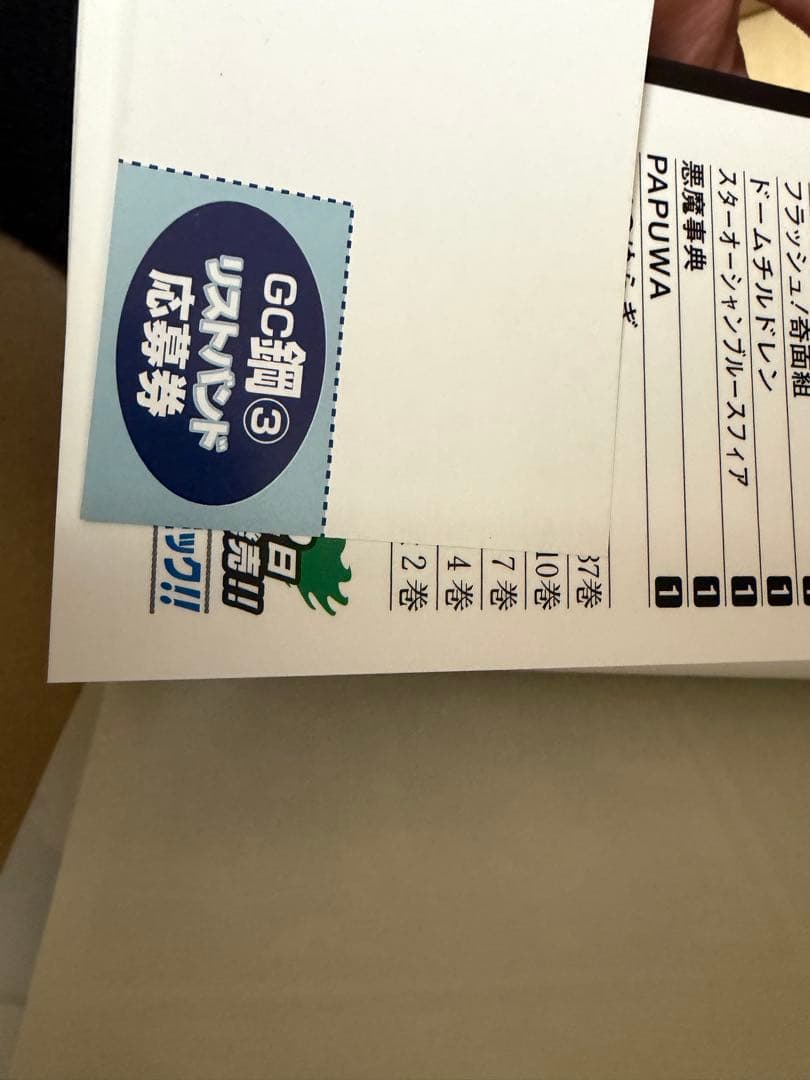 フラッシュ!奇面組
ドームチルドレン 1
スターオーシャンブルースフィア 1
悪魔事典 1
PAPUWA 1
37巻
10巻
7巻
4巻
2巻
GC鋼③
リストバンド
応募券
日
売!!
ック!!